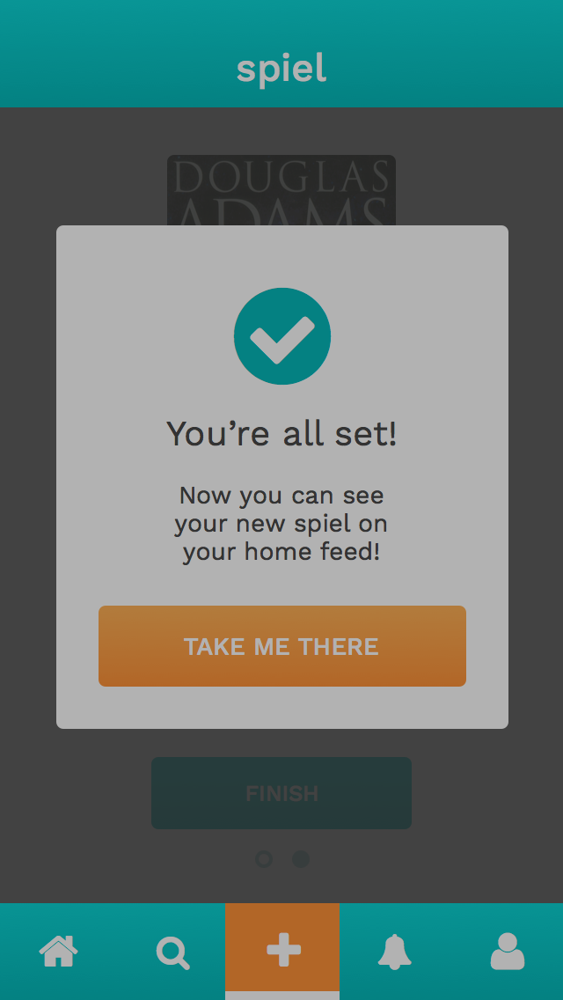 spiel
DOUGLAS
ADAMS
You're all set!
Now you can see
your new spiel on
your home feed!
TAKE ME THERE
FINISH